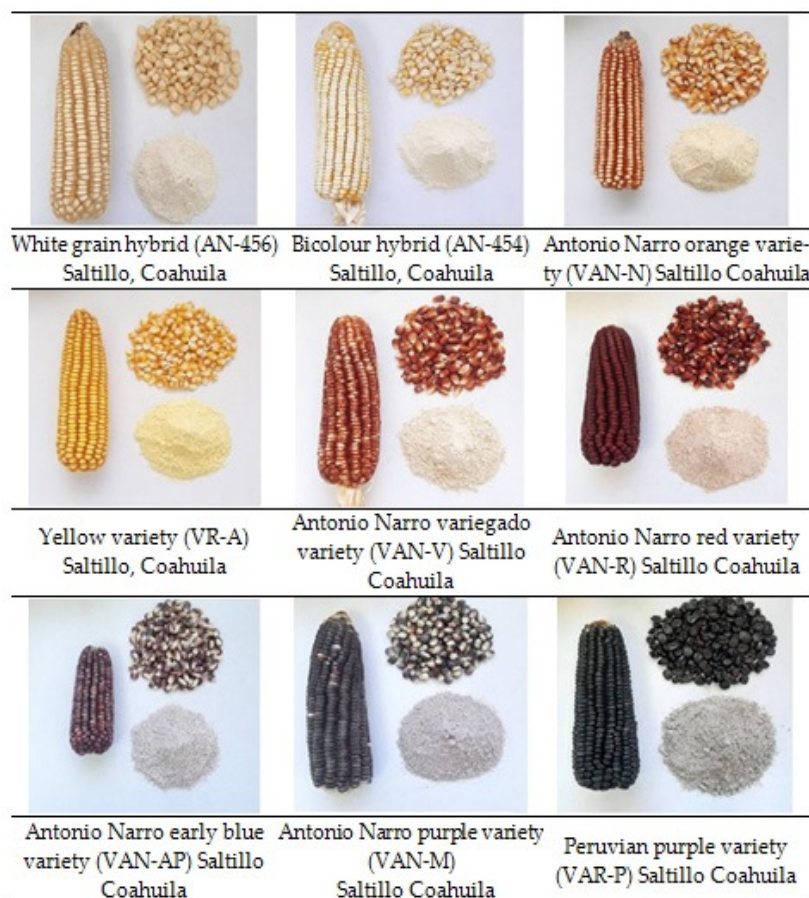 White grain hybrid (AN-456)
Saltillo, Coahuila
Bicolour hybrid (AN-454)
Saltillo, Coahuila
Antonio Narro orange varie-
ty (VAN-N) Saltillo Coahuila
Yellow variety (VR-A)
Saltillo, Coahuila
Antonio Narro variegado
variety (VAN-V) Saltillo
Coahuila
Antonio Narro red variety
(VAN-R) Saltillo Coahuila
Antonio Narro early blue
variety (VAN-AP) Saltillo
Coahuila
Antonio Narro purple variety
(VAN-M)
Saltillo Coahuila
Peruvian purple variety
(VAR-P) Saltillo Coahuila